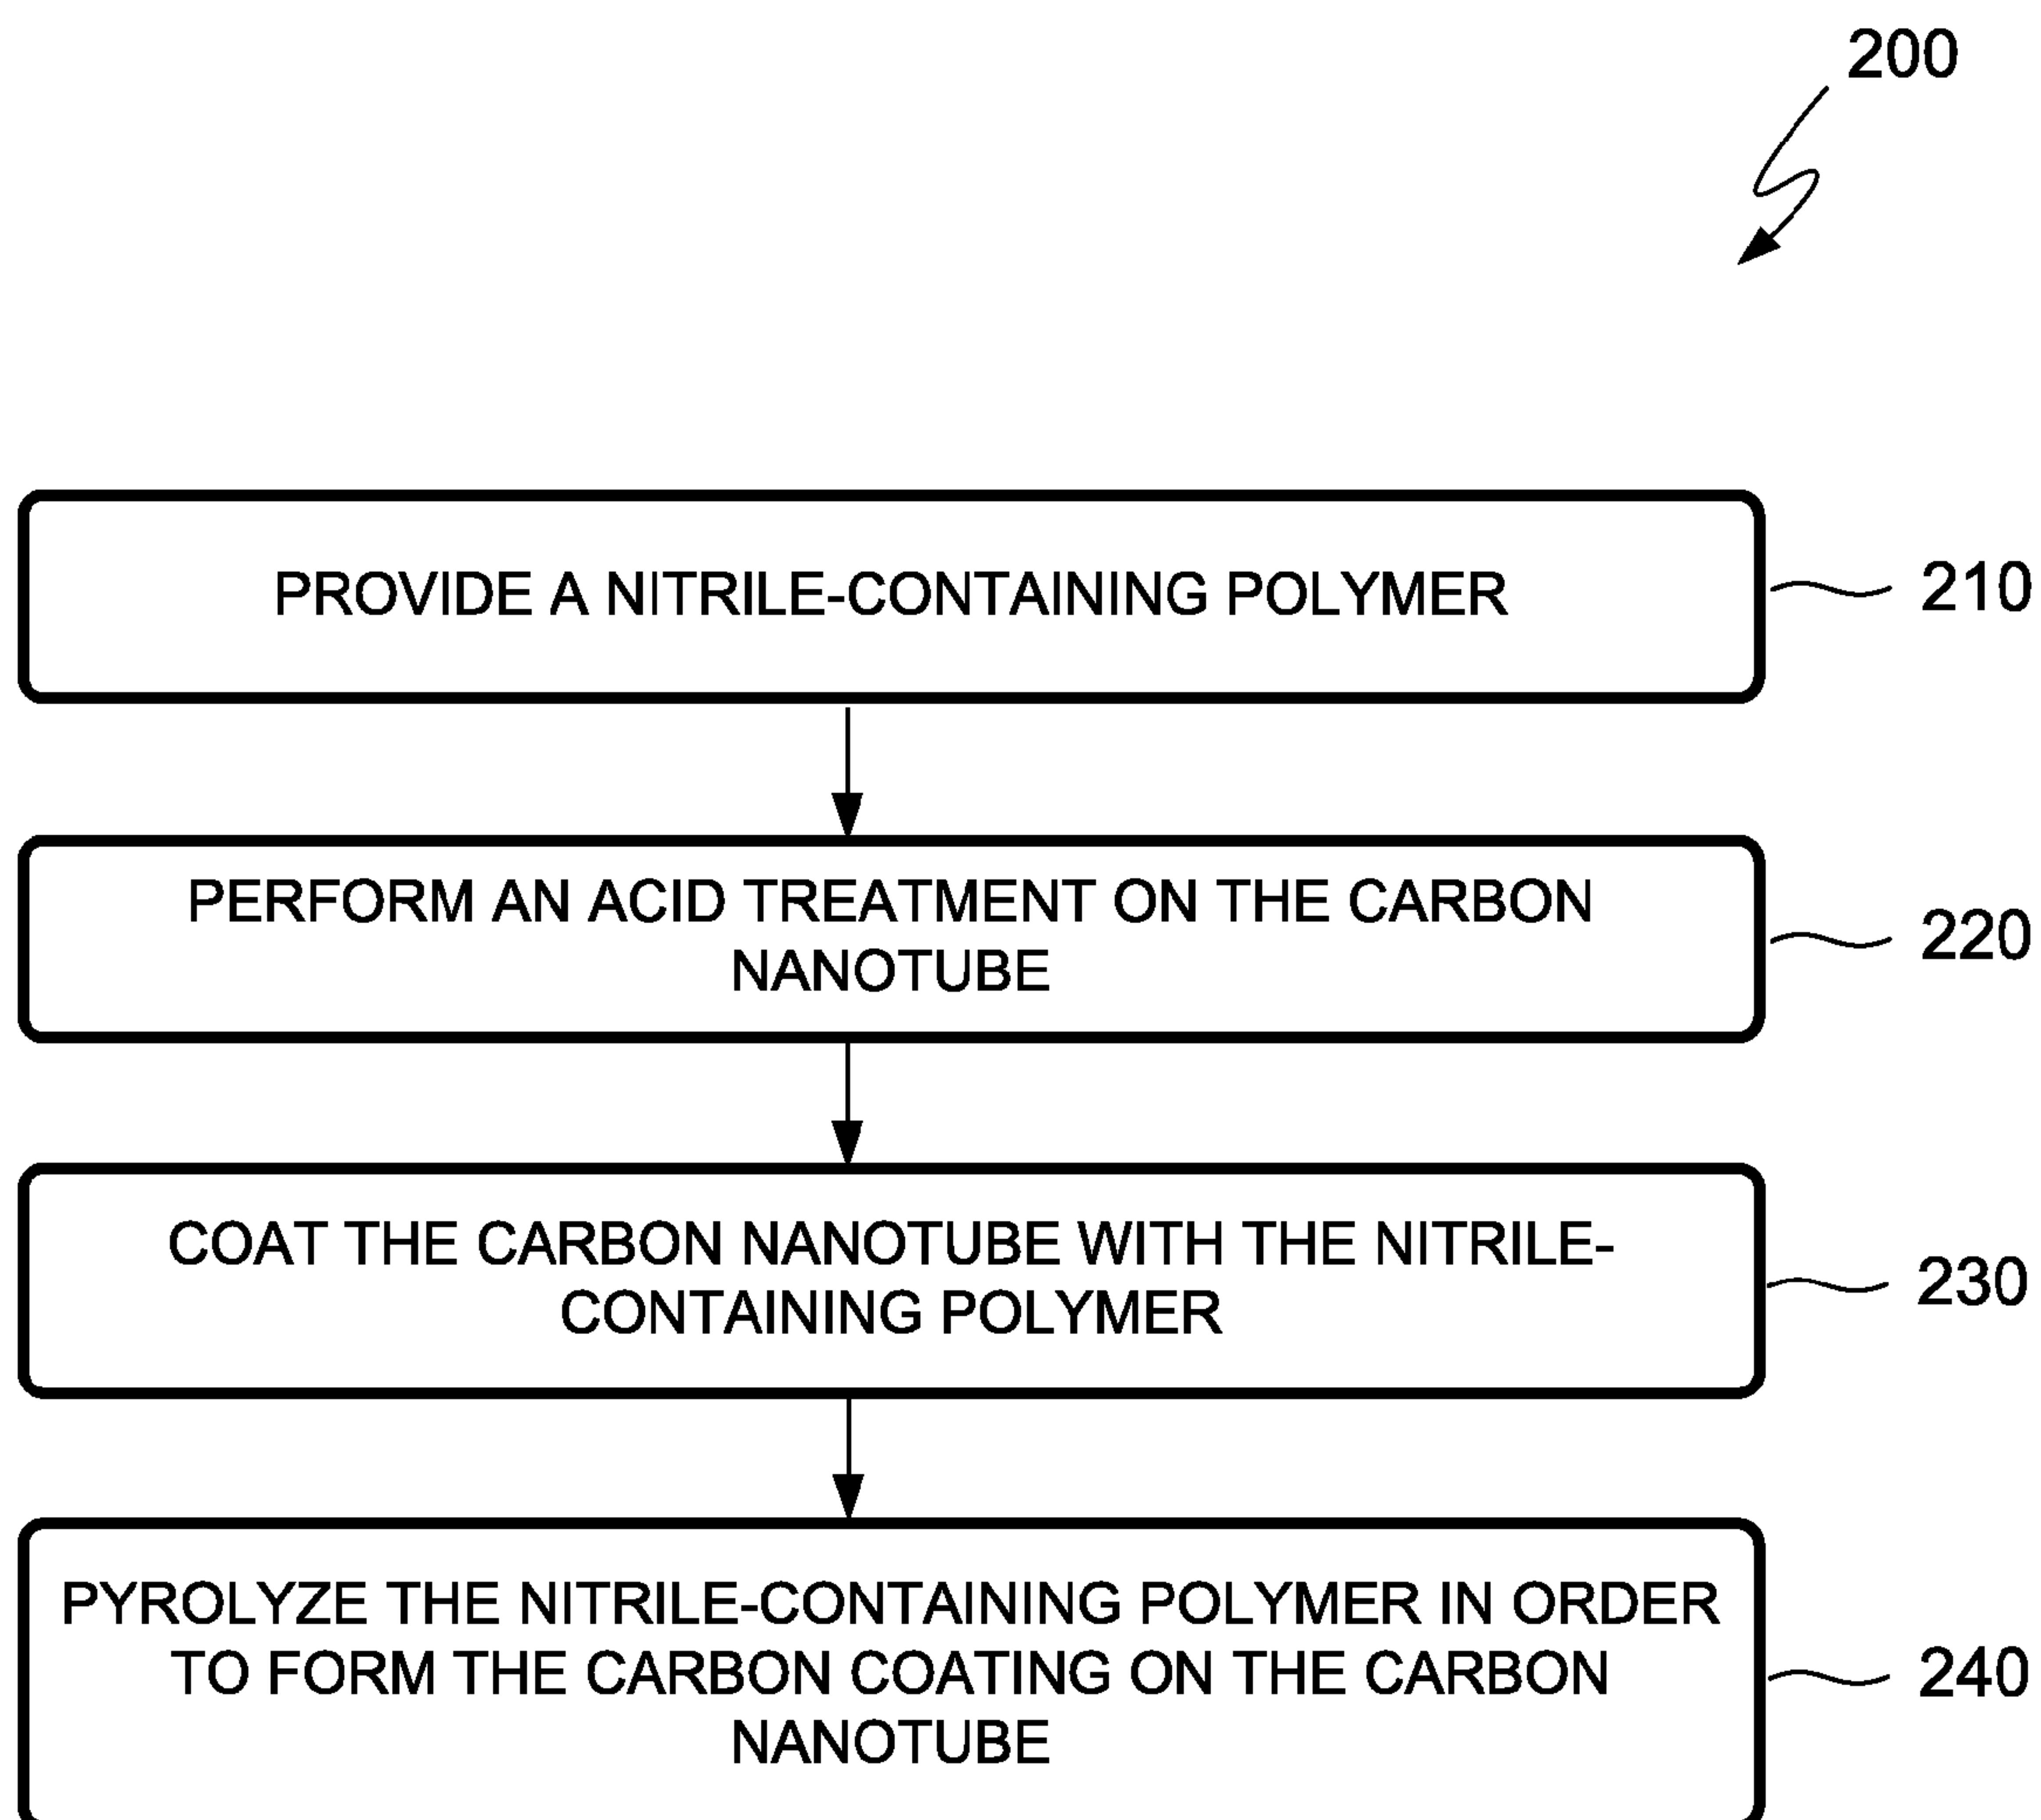 200
PROVIDE A NITRILE-CONTAINING POLYMER
210
PERFORM AN ACID TREATMENT ON THE CARBON
NANOTUBE
220
COAT THE CARBON NANOTUBE WITH THE NITRILE-
CONTAINING POLYMER
230
PYROLYZE THE NITRILE-CONTAINING POLYMER IN ORDER
TO FORM THE CARBON COATING ON THE CARBON
NANOTUBE
240